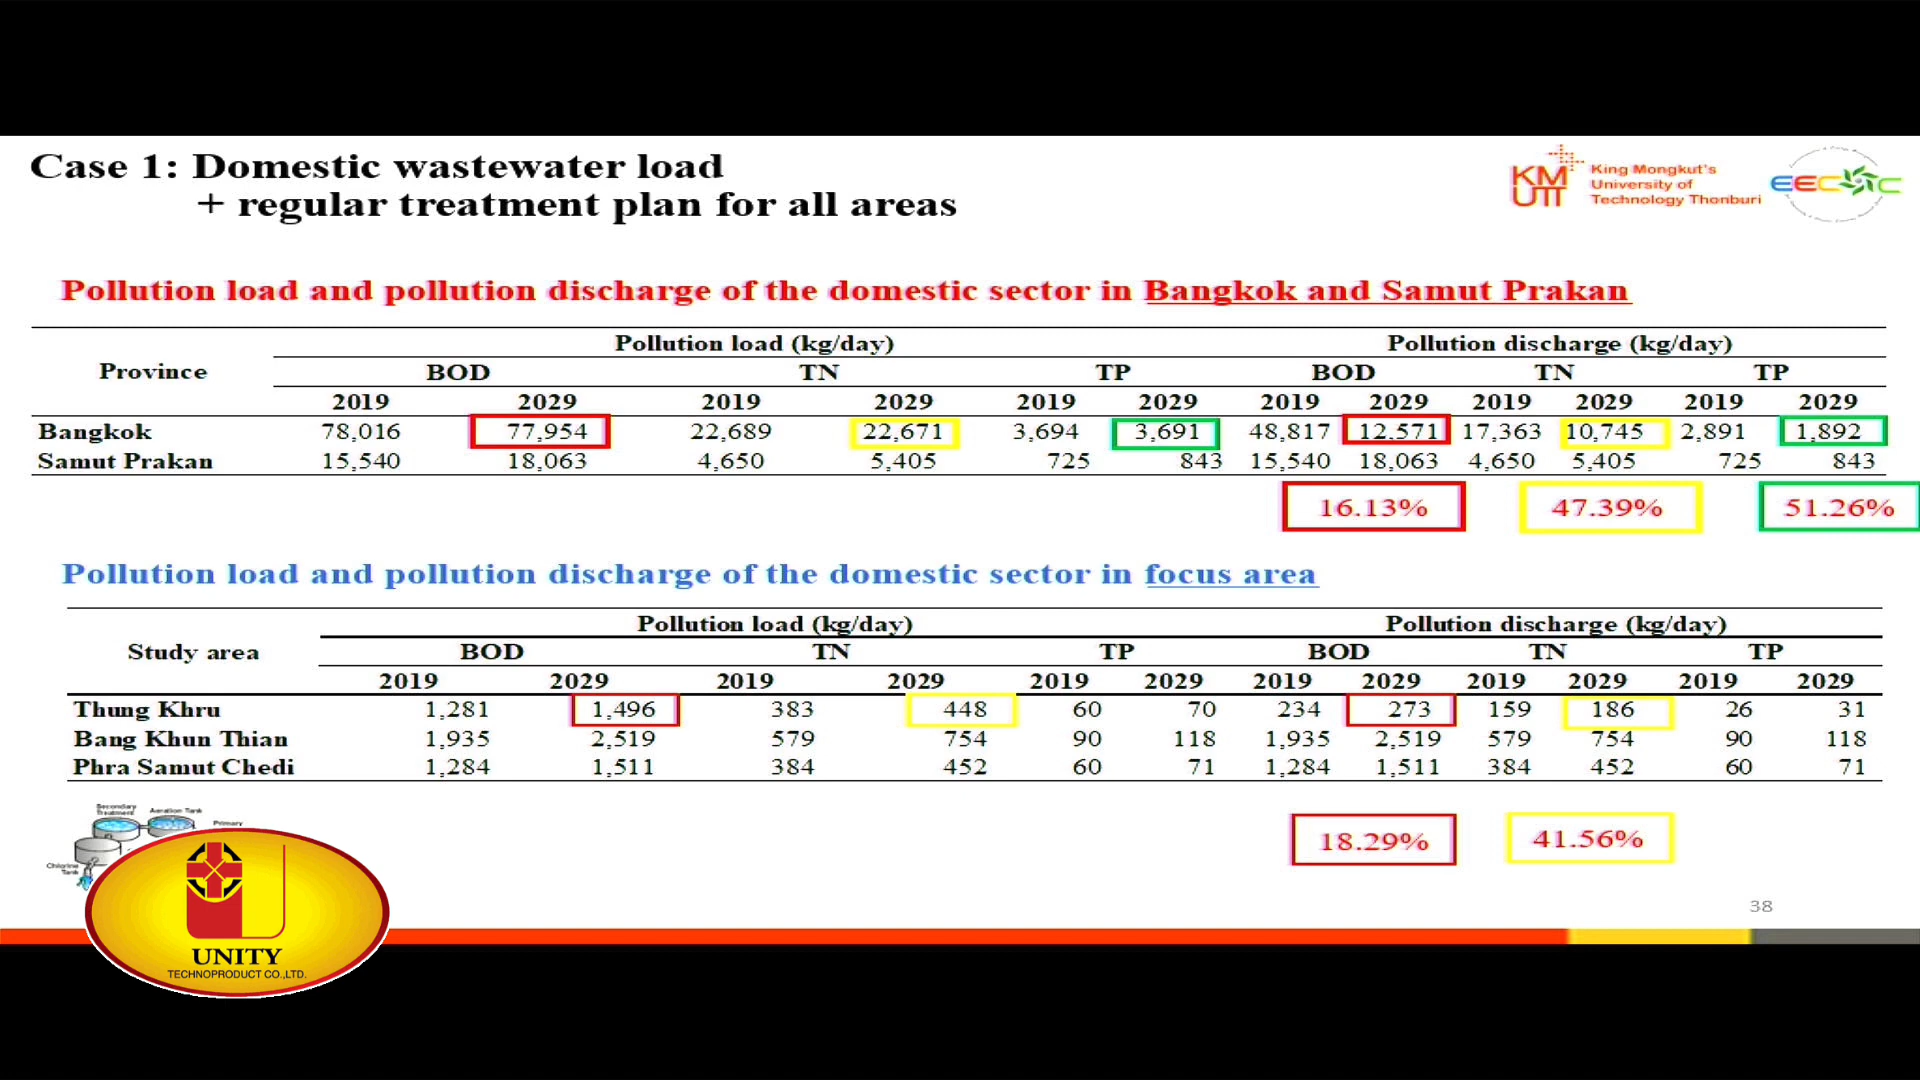 Case 1: Domestic wastewater load
+ regular treatment plan for all areas
KM
UTT
King Mongkut's
University of
Technology Thonburi
Pollution load and pollution discharge of the domestic sector in Bangkok and Samut Prakan
Province Pollution load (kg/day) Pollution discharge (kg/day)
BOD TN TP BOD TN TP
2019 2029 2019 2029 2019 2029 2019 2029 2019 2029 2019 2029
Bangkok 78,016 77,954 22,689 22,671 3,694 3,691 48,817 12,571 17,363 10,745 2,891 1,892
Samut Prakan 15,540 18,063 4,650 5,405 725 843 15,540 18,063 4,650 5,405 725 843
16.13% 47.39% 51.26%
Pollution load and pollution discharge of the domestic sector in focus area
Study area Pollution load (kg/day) Pollution discharge (kg/day)
BOD TN TP BOD TN TP
2019 2029 2019 2029 2019 2029 2019 2029 2019 2029 2019 2029
Thung Khru 1,281 1,496 383 448 60 70 234 273 159 186 26 31
Bang Khun Thian 1,935 2,519 579 754 90 118 1,935 2,519 579 754 90 118
Phra Samut Chedi 1,284 1,511 384 452 60 71 1,284 1,511 384 452 60 71
18.29% 41.56%
Secondary
Treatment
Aeration Tank
Primary
Chlorine
Tank
38
UNITY
TECHNOPRODUCT CO.,LTD.